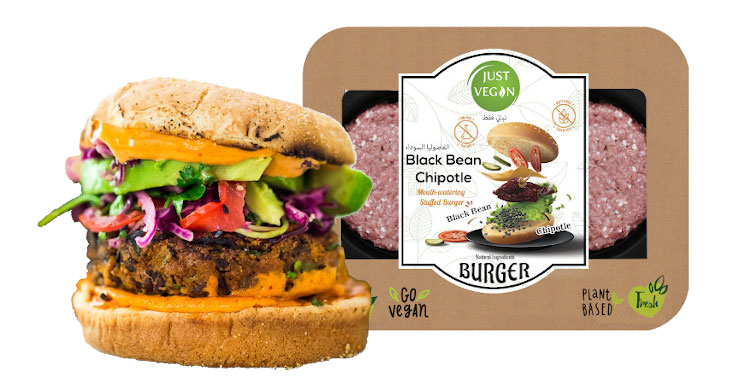 JUST
VEGAN
نباتي فقط
الفاصوليا السوداء
Black Bean
Chipotle
Mouth-watering
Stuffed Burger
Black Bean
Chipotle
Natural Ingredients
BURGER
GO
VEGAN
PLANT
BASED
Fresh